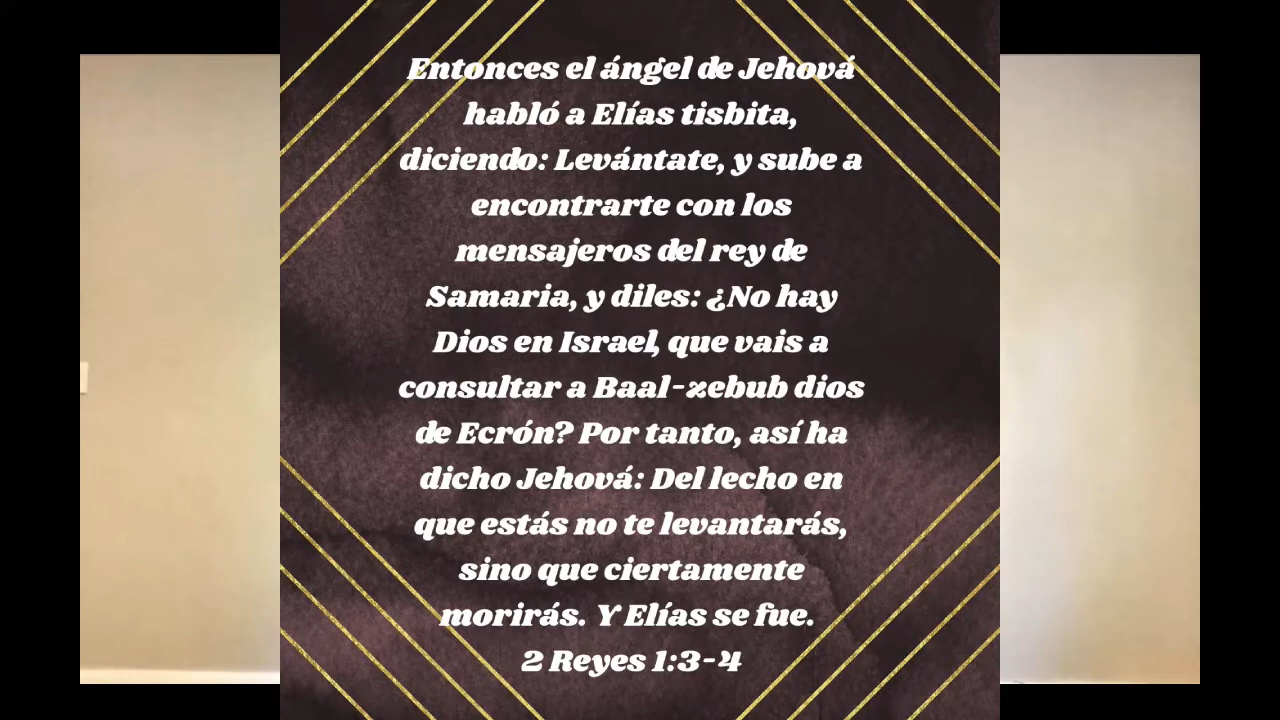 Entonces el ángel de Jehová
habló a Elías tisbita,
diciendo: Levántate, y sube a
encontrarte con los
mensajeros del rey de
Samaria, y diles: ¿No hay
Dios en Israel, que vais a
consultar a Baal-zebub dios
de Ecrón? Por tanto, así ha
dicho Jehová: Del lecho en
que estás no te levantarás,
sino que ciertamente
morirás. Y Elías se fue.
2 Reyes 1:3-4